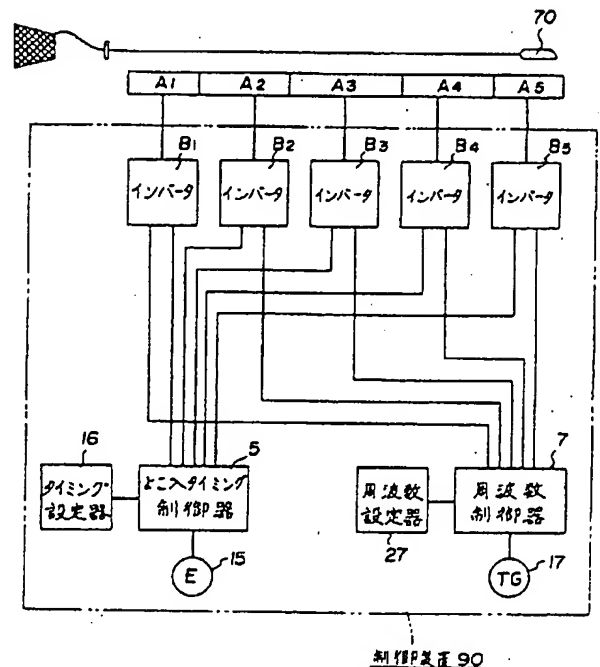 70
A1 A2 A3 A4 A5
B1 B2 B3 B4 B5
インバータ インバータ インバータ インバータ インバータ
16 5 7
タイミング
設定器
よこ入タイミング
制御器
周波数
設定器
周波数
制御器
E 15 27 TG 17
制御装置 90